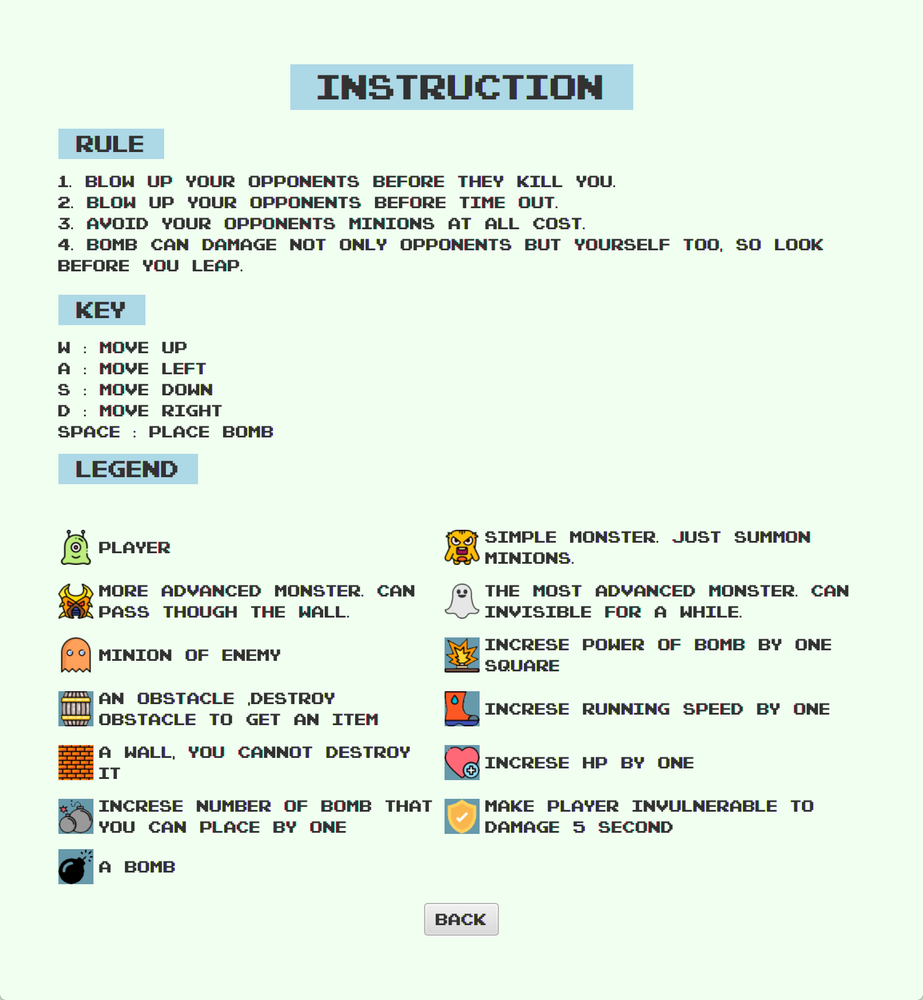 INSTRUCTION
RULE
1. BLOW UP YOUR OPPONENTS BEFORE THEY KILL YOU.
2. BLOW UP YOUR OPPONENTS BEFORE TIME OUT.
3. AVOID YOUR OPPONENTS MINIONS AT ALL COST.
4. BOMB CAN DAMAGE NOT ONLY OPPONENTS BUT YOURSELF TOO, SO LOOK
BEFORE YOU LEAP.
KEY
W : MOVE UP
A : MOVE LEFT
S : MOVE DOWN
D : MOVE RIGHT
SPACE : PLACE BOMB
LEGEND
PLAYER
SIMPLE MONSTER. JUST SUMMON
MINIONS.
MORE ADVANCED MONSTER. CAN
PASS THOUGH THE WALL.
THE MOST ADVANCED MONSTER. CAN
INVISIBLE FOR A WHILE.
MINION OF ENEMY
INCRESE POWER OF BOMB BY ONE
SQUARE
AN OBSTACLE ,DESTROY
OBSTACLE TO GET AN ITEM
INCRESE RUNNING SPEED BY ONE
A WALL, YOU CANNOT DESTROY
IT
INCRESE HP BY ONE
INCRESE NUMBER OF BOMB THAT
YOU CAN PLACE BY ONE
MAKE PLAYER INVULNERABLE TO
DAMAGE 5 SECOND
A BOMB
BACK